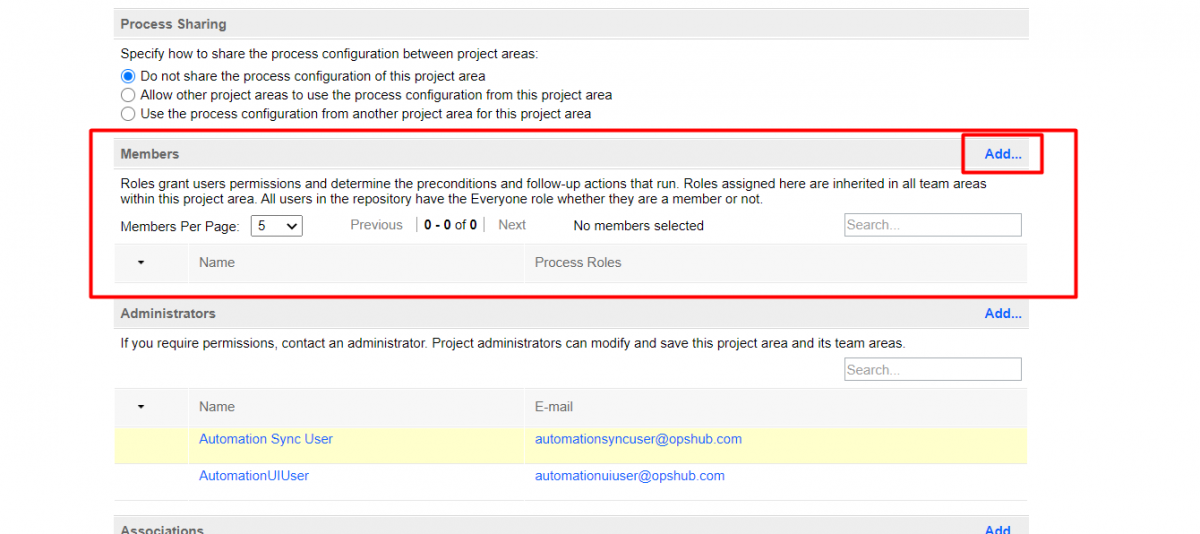 Process Sharing
Specify how to share the process configuration between project areas:
Do not share the process configuration of this project area
Allow other project areas to use the process configuration from this project area
Use the process configuration from another project area for this project area
Members Add...
Roles grant users permissions and determine the preconditions and follow-up actions that run. Roles assigned here are inherited in all team areas
within this project area. All users in the repository have the Everyone role whether they are a member or not.
Members Per Page: 5 Previous 0 - 0 of 0 Next No members selected Search...
Name Process Roles
Administrators Add...
If you require permissions, contact an administrator. Project administrators can modify and save this project area and its team areas.
Search...
Name E-mail
Automation Sync User automationsyncuser@opshub.com
AutomationUIUser automationuiuser@opshub.com
Associations Add...